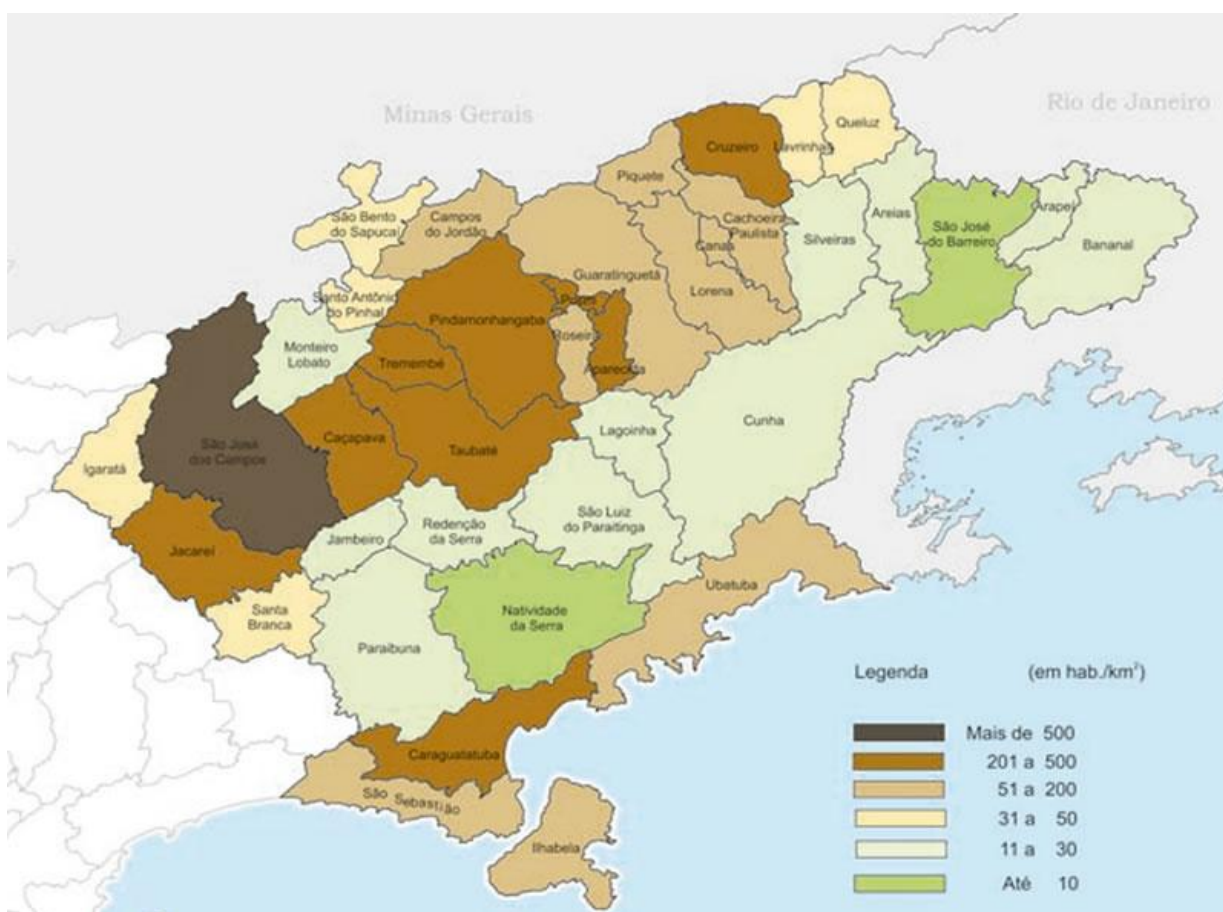 Minas Gerais
Rio de Janeiro
Queluz
Cruzeiro
Lavrinhas
Piquete
São Bento
do Sapucaí
Campos
do Jordão
Cachoeira
Paulista
Canas
Silveiras
Areias
São José
do Barreiro
Arapeí
Bananal
Guaratinguetá
Lorena
Santo Antônio
do Pinhal
Pindamonhangaba
Potim
Roseira
Aparecida
Monteiro
Lobato
Tremembé
Cunha
Lagoinha
Caçapava
Taubaté
São José
dos Campos
Igaratá
São Luiz
do Paraitinga
Redenção
da Serra
Jambeiro
Jacareí
Ubatuba
Santa
Branca
Natividade
da Serra
Paraibuna
Caraguatatuba
São Sebastião
Ilhabela
Legenda (em hab./km²)
Mais de 500
201 a 500
51 a 200
31 a 50
11 a 30
Até 10